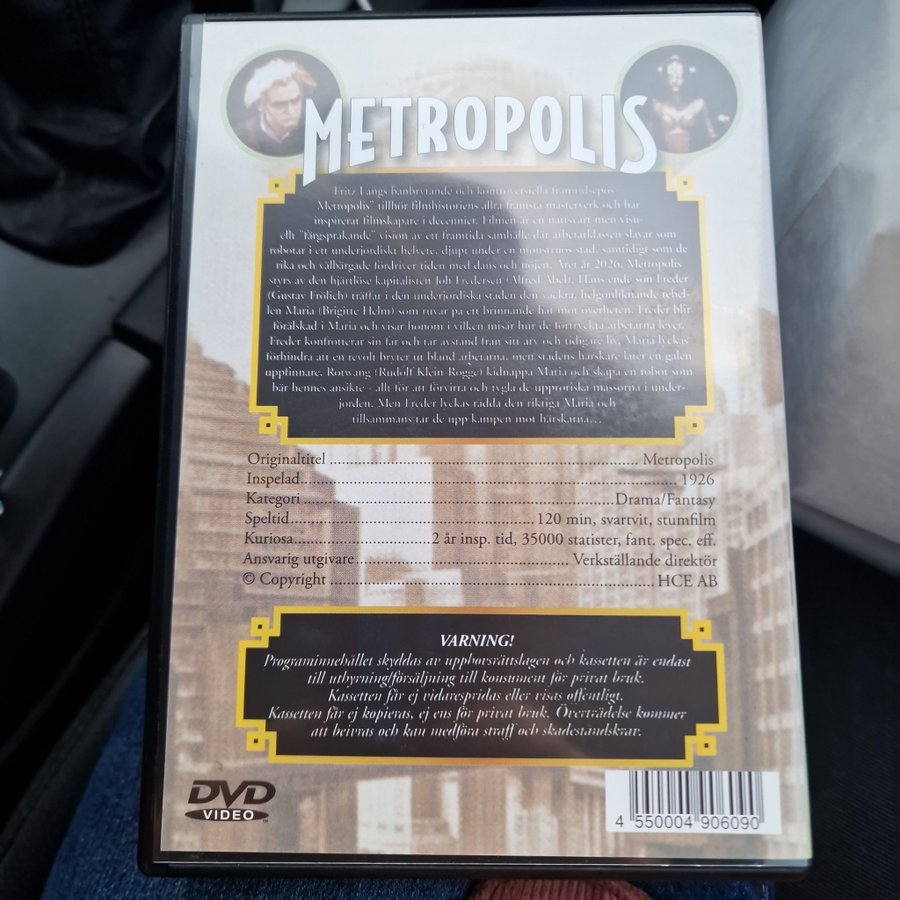 METROPOLIS
Fritz Langs banbrytande och kontroversiella framtidsepos
Metropolis" tillhör filmhistoriens allra främsta mästerverk och har
inspirerat filmskapare i decennier. Filmen är en nattsvart men visu-
ellt "färgsprakande" vision av ett framtida samhälle där arbetarklassen slavar som
robotar i ett underjordiskt helvete, djupt under en monstruös stad, samtidigt som de
rika och välbärgade fördriver tiden med dans och nöjen. Året är 2026. Metropolis
styrs av den hjärtlöse kapitalisten Joh Fredersen (Alfred Abel). Hans ende son Freder
(Gustav Frölich) träffar i den underjordiska staden den vackra, helgonliknande rebel-
len Maria (Brigitte Helm) som ruvar på ett brinnande hat mot överheten. Freder blir
förälskad i Maria och visar honom i vilken misär hur de förtryckta arbetarna lever.
Freder konfronterar sin far och tar avstånd från sitt arv och tidigare liv. Maria lyckas
förhindra att en revolt bryter ut bland arbetarna, men stadens härskare låter en galen
uppfinnare, Rotwang (Rudolf Klein-Rogge) kidnappa Maria och skapa en robot som
bär hennes ansikte - allt för att förvirra och tygla de upproriska massorna i under-
jorden. Men Freder lyckas rädda den riktiga Maria och
tillsammans tar de upp kampen mot härskarna...
Originaltitel ........................................................................ Metropolis
Inspelad........................................................................................ 1926
Kategori ........................................................................Drama/Fantasy
Speltid........................................................120 min, svartvit, stumfilm
Kuriosa................................2 år insp. tid, 35000 statister, fant. spec. eff.
Ansvarig utgivare .................................................. Verkställande direktör
© Copyright ........................................................................... HCE AB
VARNING!
Programinnehållet skyddas av upphovsrättslagen och kassetten är endast
till uthyrning/försäljning till konsument för privat bruk.
Kassetten får ej vidarespridas eller visas offentligt.
Kassetten får ej kopieras, ej ens för privat bruk. Överträdelse kommer
att beivras och kan medföra straff och skadeståndskrav.
DVD
VIDEO
4 550004 906090